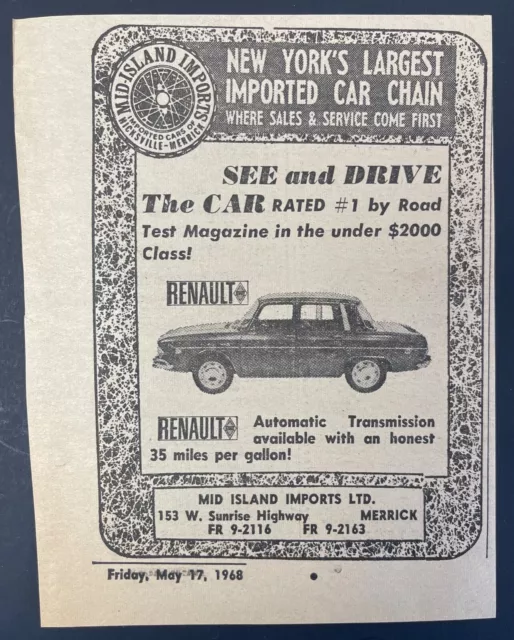 MID-ISLAND IMPORTS
IMPORTED CARS OF
HICKSVILLE-MERRICK
NEW YORK'S LARGEST
IMPORTED CAR CHAIN
WHERE SALES & SERVICE COME FIRST
SEE and DRIVE
The CAR RATED #1 by Road
Test Magazine in the under $2000
Class!
RENAULT
RENAULT Automatic Transmission
available with an honest
35 miles per gallon!
MID ISLAND IMPORTS LTD.
153 W. Sunrise Highway MERRICK
FR 9-2116 FR 9-2163
Friday, May 17, 1968